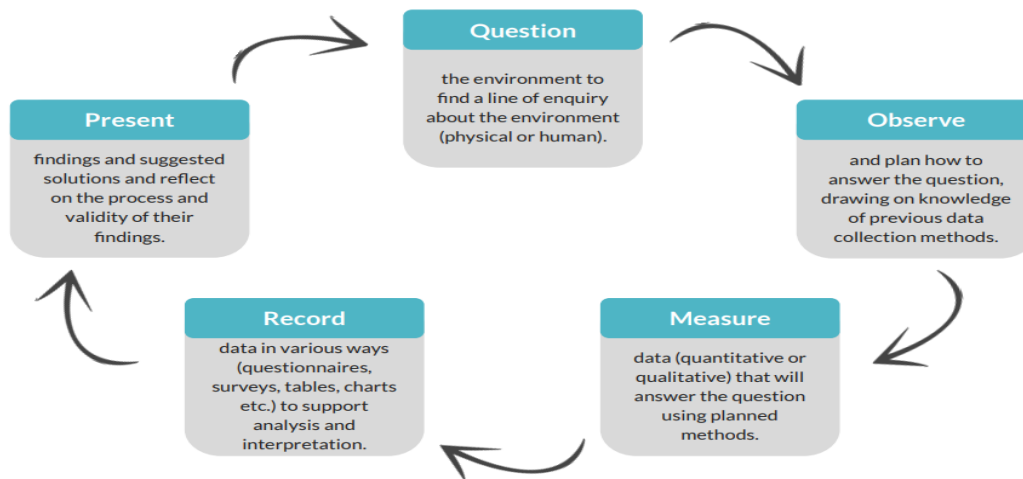 Question
the environment to
find a line of enquiry
about the environment
(physical or human).
Observe
and plan how to
answer the question,
drawing on knowledge
of previous data
collection methods.
Measure
data (quantitative or
qualitative) that will
answer the question
using planned
methods.
Record
data in various ways
(questionnaires,
surveys, tables, charts
etc.) to support
analysis and
interpretation.
Present
findings and suggested
solutions and reflect
on the process and
validity of their
findings.